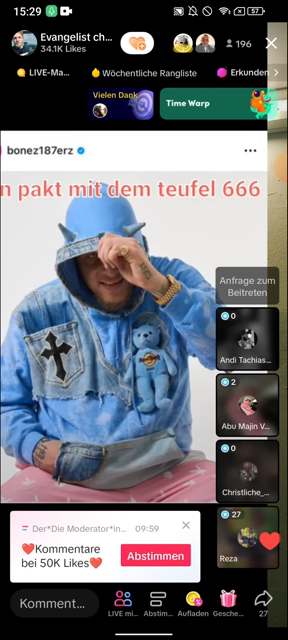 15:29
57
Evangelist ch...
34.1K Likes
196
LIVE-Ma...
Wöchentliche Rangliste
Erkunden
Vielen Dank
Time Warp
bonez187erz
n pakt mit dem teufel 666
Anfrage zum
Beitreten
0
Andi Tachias...
2
Abu Majin V...
0
Christliche_...
27
Reza
Der*Die Moderator*in...
09:59
❤️Kommentare
bei 50K Likes❤️
Abstimmen
Komment...
LIVE mi...
Abstim...
Aufladen
Gesche...
27